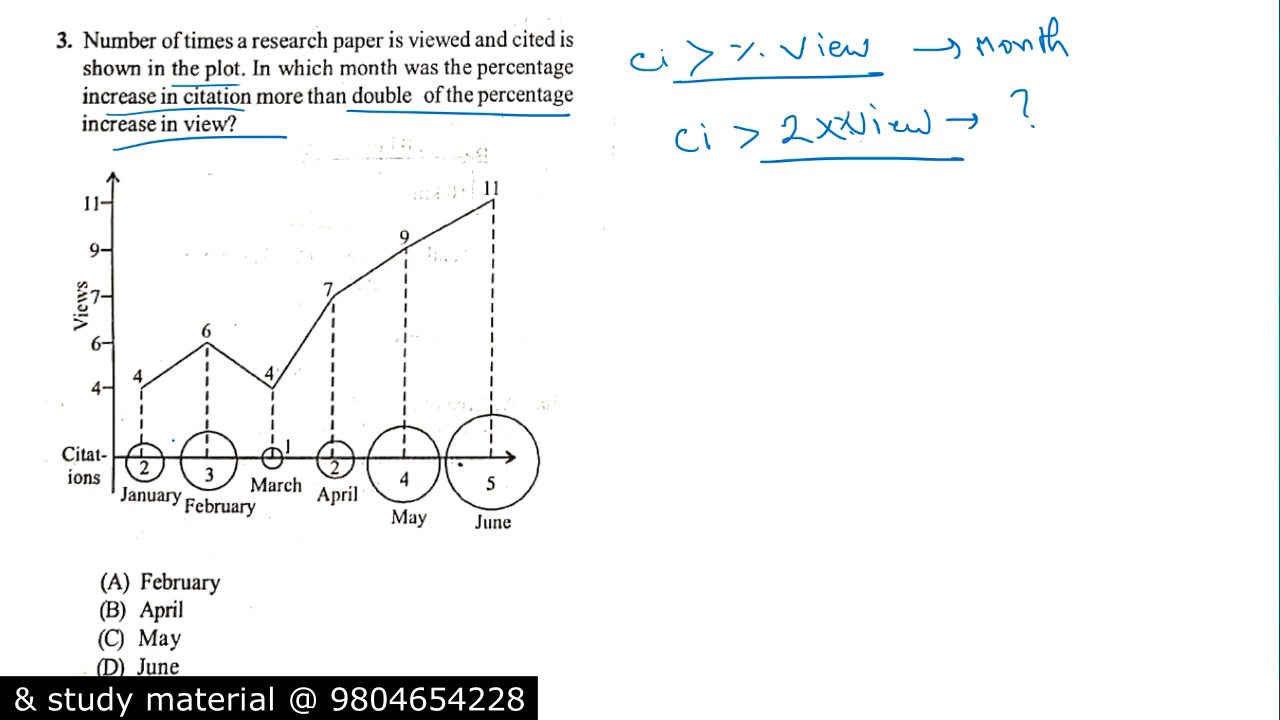 3. Number of times a research paper is viewed and cited is
shown in the plot. In which month was the percentage
increase in citation more than double of the percentage
increase in view?
ci > % view → Month
ci > 2 × % view → ?
11
9
7
6
4
Views
4
6
4
7
9
11
Citat-
ions
2
3
1
2
4
5
January
February
March
April
May
June
(A) February
(B) April
(C) May
(D) June
& study material @ 9804654228